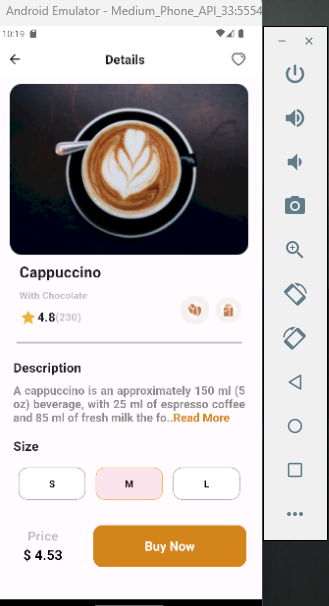 Android Emulator - Medium_Phone_API_33:5554
10:19
Details
Cappuccino
With Chocolate
4.8(230)
Description
A cappuccino is an approximately 150 ml (5
oz) beverage, with 25 ml of espresso coffee
and 85 ml of fresh milk the fo..Read More
Size
S M L
Price
$ 4.53
Buy Now